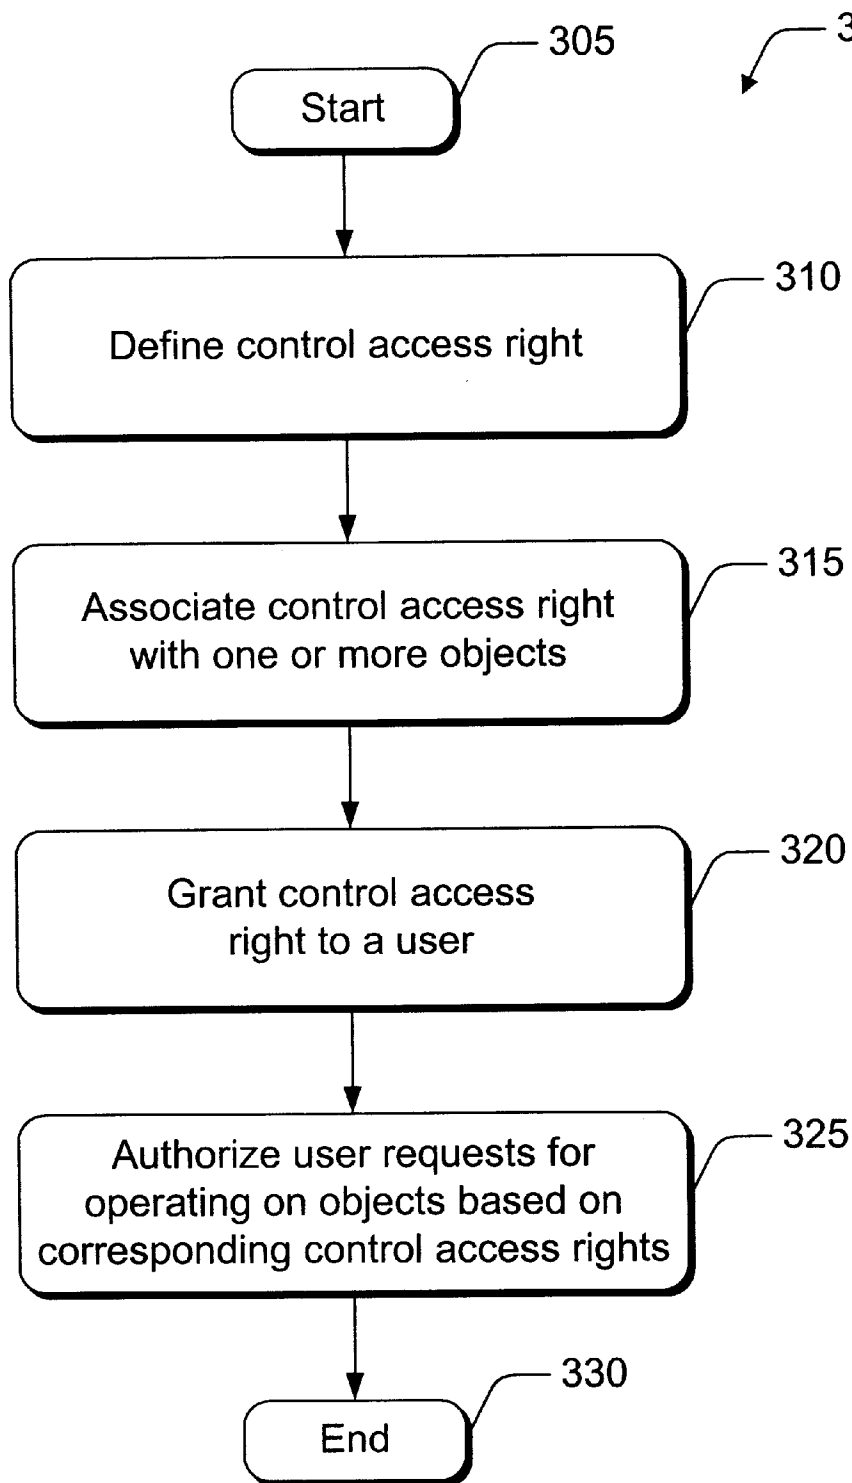 3
305
Start
310
Define control access right
315
Associate control access right
with one or more objects
320
Grant control access
right to a user
325
Authorize user requests for
operating on objects based on
corresponding control access rights
330
End